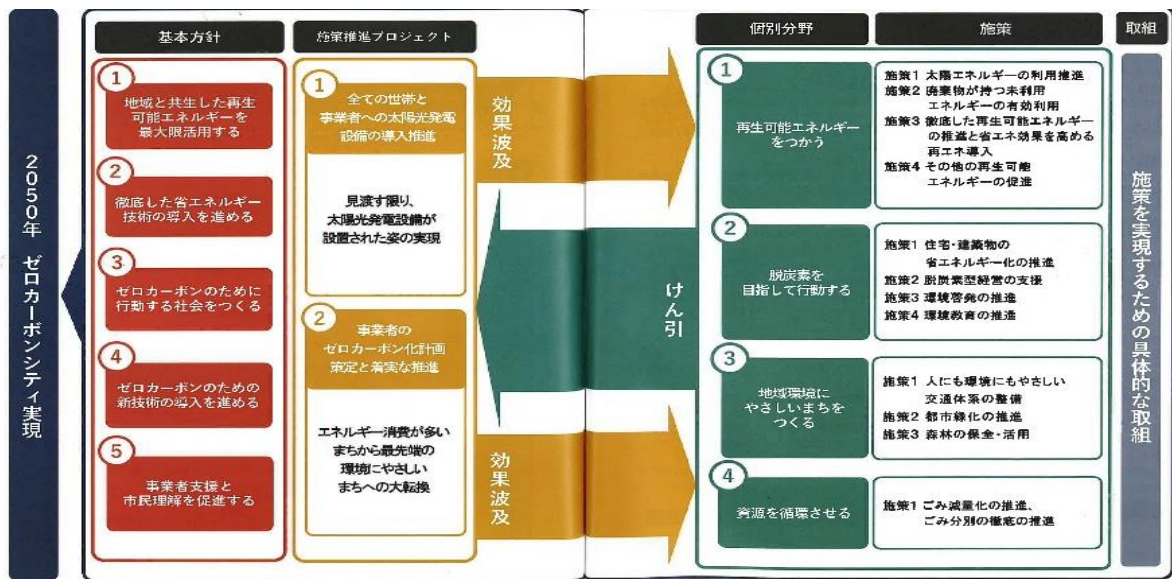 2050年 ゼロカーボンシティ実現
基本方針
1
地域と共生した再生
可能エネルギーを
最大限活用する
2
徹底した省エネルギー
技術の導入を進める
3
ゼロカーボンのために
行動する社会をつくる
4
ゼロカーボンのための
新技術の導入を進める
5
事業者支援と
市民理解を促進する
施策推進プロジェクト
1
全ての世帯と
事業者への太陽光発電
設備の導入推進
見渡す限り、
太陽光発電設備が
設置された姿の実現
2
事業者の
ゼロカーボン化計画
策定と着実な推進
エネルギー消費が多い
まちから最先端の
環境にやさしい
まちへの大転換
効果波及
けん引
効果波及
個別分野
施策
1
再生可能エネルギー
をつかう
施策1 太陽エネルギーの利用推進
施策2 廃棄物が持つ未利用
エネルギーの有効利用
施策3 徹底した再生可能エネルギー
の推進と省エネ効果を高める
再エネ導入
施策4 その他の再生可能
エネルギーの促進
2
脱炭素を
目指して行動する
施策1 住宅・建築物の
省エネルギー化の推進
施策2 脱炭素型経営の支援
施策3 環境啓発の推進
施策4 環境教育の推進
3
地域環境に
やさしいまちを
つくる
施策1 人にも環境にもやさしい
交通体系の整備
施策2 都市緑化の推進
施策3 森林の保全・活用
4
資源を循環させる
施策1 ごみ減量化の推進、
ごみ分別の徹底の推進
取組
施策を実現するための具体的な取組